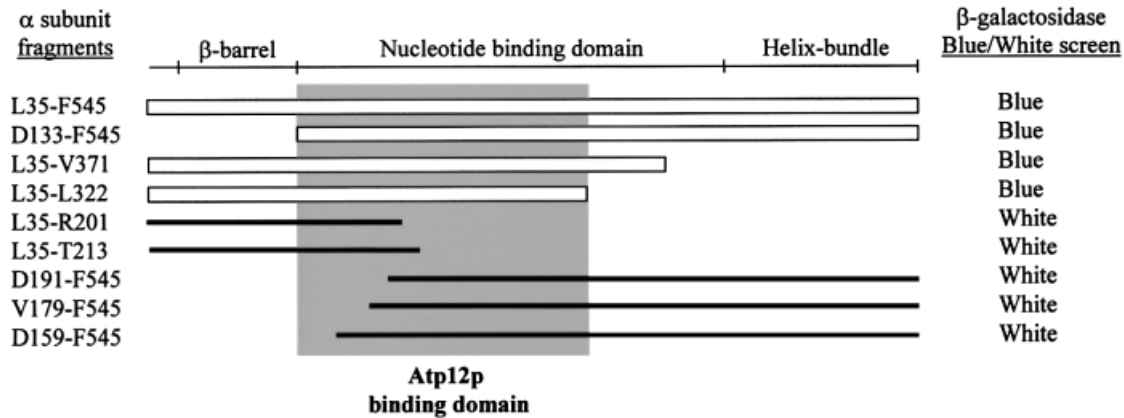 α subunit
fragments
β-barrel
Nucleotide binding domain
Helix-bundle
β-galactosidase
Blue/White screen
L35-F545 Blue
D133-F545 Blue
L35-V371 Blue
L35-L322 Blue
L35-R201 White
L35-T213 White
D191-F545 White
V179-F545 White
D159-F545 White
Atp12p
binding domain